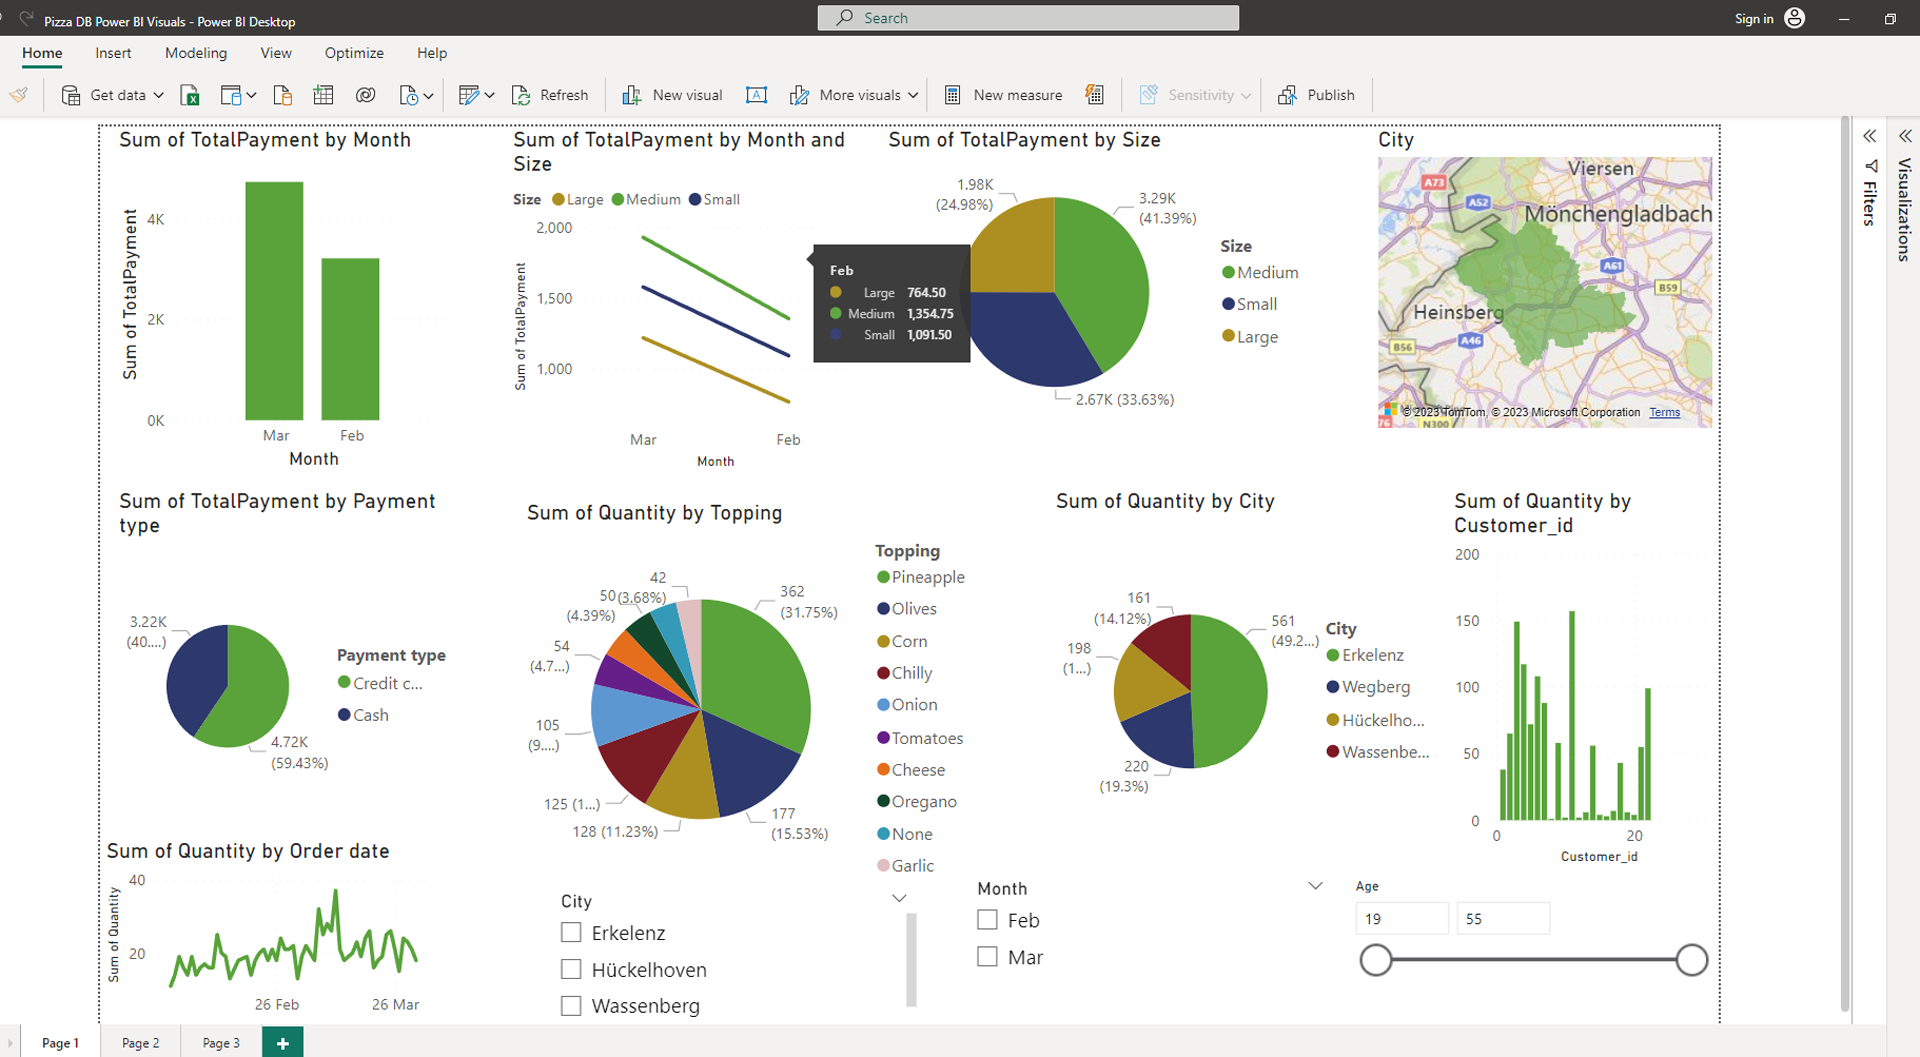 Pizza DB Power BI Visuals - Power BI Desktop
Search
Sign in
Home
Insert
Modeling
View
Optimize
Help
Get data
Refresh
New visual
More visuals
New measure
Sensitivity
Publish
Sum of TotalPayment by Month
Sum of TotalPayment
4K
2K
0K
Mar
Feb
Month
Sum of TotalPayment by Month and
Size
Size
Large
Medium
Small
2,000
1,500
1,000
Sum of TotalPayment
Mar
Feb
Month
Feb
Large 764.50
Medium 1,354.75
Small 1,091.50
Sum of TotalPayment by Size
1.98K
(24.98%)
3.29K
(41.39%)
2.67K (33.63%)
Size
Medium
Small
Large
City
Viersen
A73
A52
Mönchengladbach
A61
B59
Heinsberg
A46
B56
© 2023 TomTom, © 2023 Microsoft Corporation Terms
76
N300
Filters
Visualizations
Sum of TotalPayment by Payment
type
3.22K
(40....)
4.72K
(59.43%)
Payment type
Credit c...
Cash
Sum of Quantity by Topping
42
(3.68%)
50
(4.39%)
54
(4.7...)
105
(9....)
125 (1...)
128 (11.23%)
177
(15.53%)
362
(31.75%)
Topping
Pineapple
Olives
Corn
Chilly
Onion
Tomatoes
Cheese
Oregano
None
Garlic
Sum of Quantity by City
161
(14.12%)
198
(1...)
220
(19.3%)
561
(49.2...)
City
Erkelenz
Wegberg
Hückelho...
Wassenbe...
Sum of Quantity by
Customer_id
200
150
100
50
0
0
20
Customer_id
Sum of Quantity by Order date
Sum of Quantity
40
20
26 Feb
26 Mar
City
Erkelenz
Hückelhoven
Wassenberg
Month
Feb
Mar
Age
19
55
Page 1
Page 2
Page 3
+